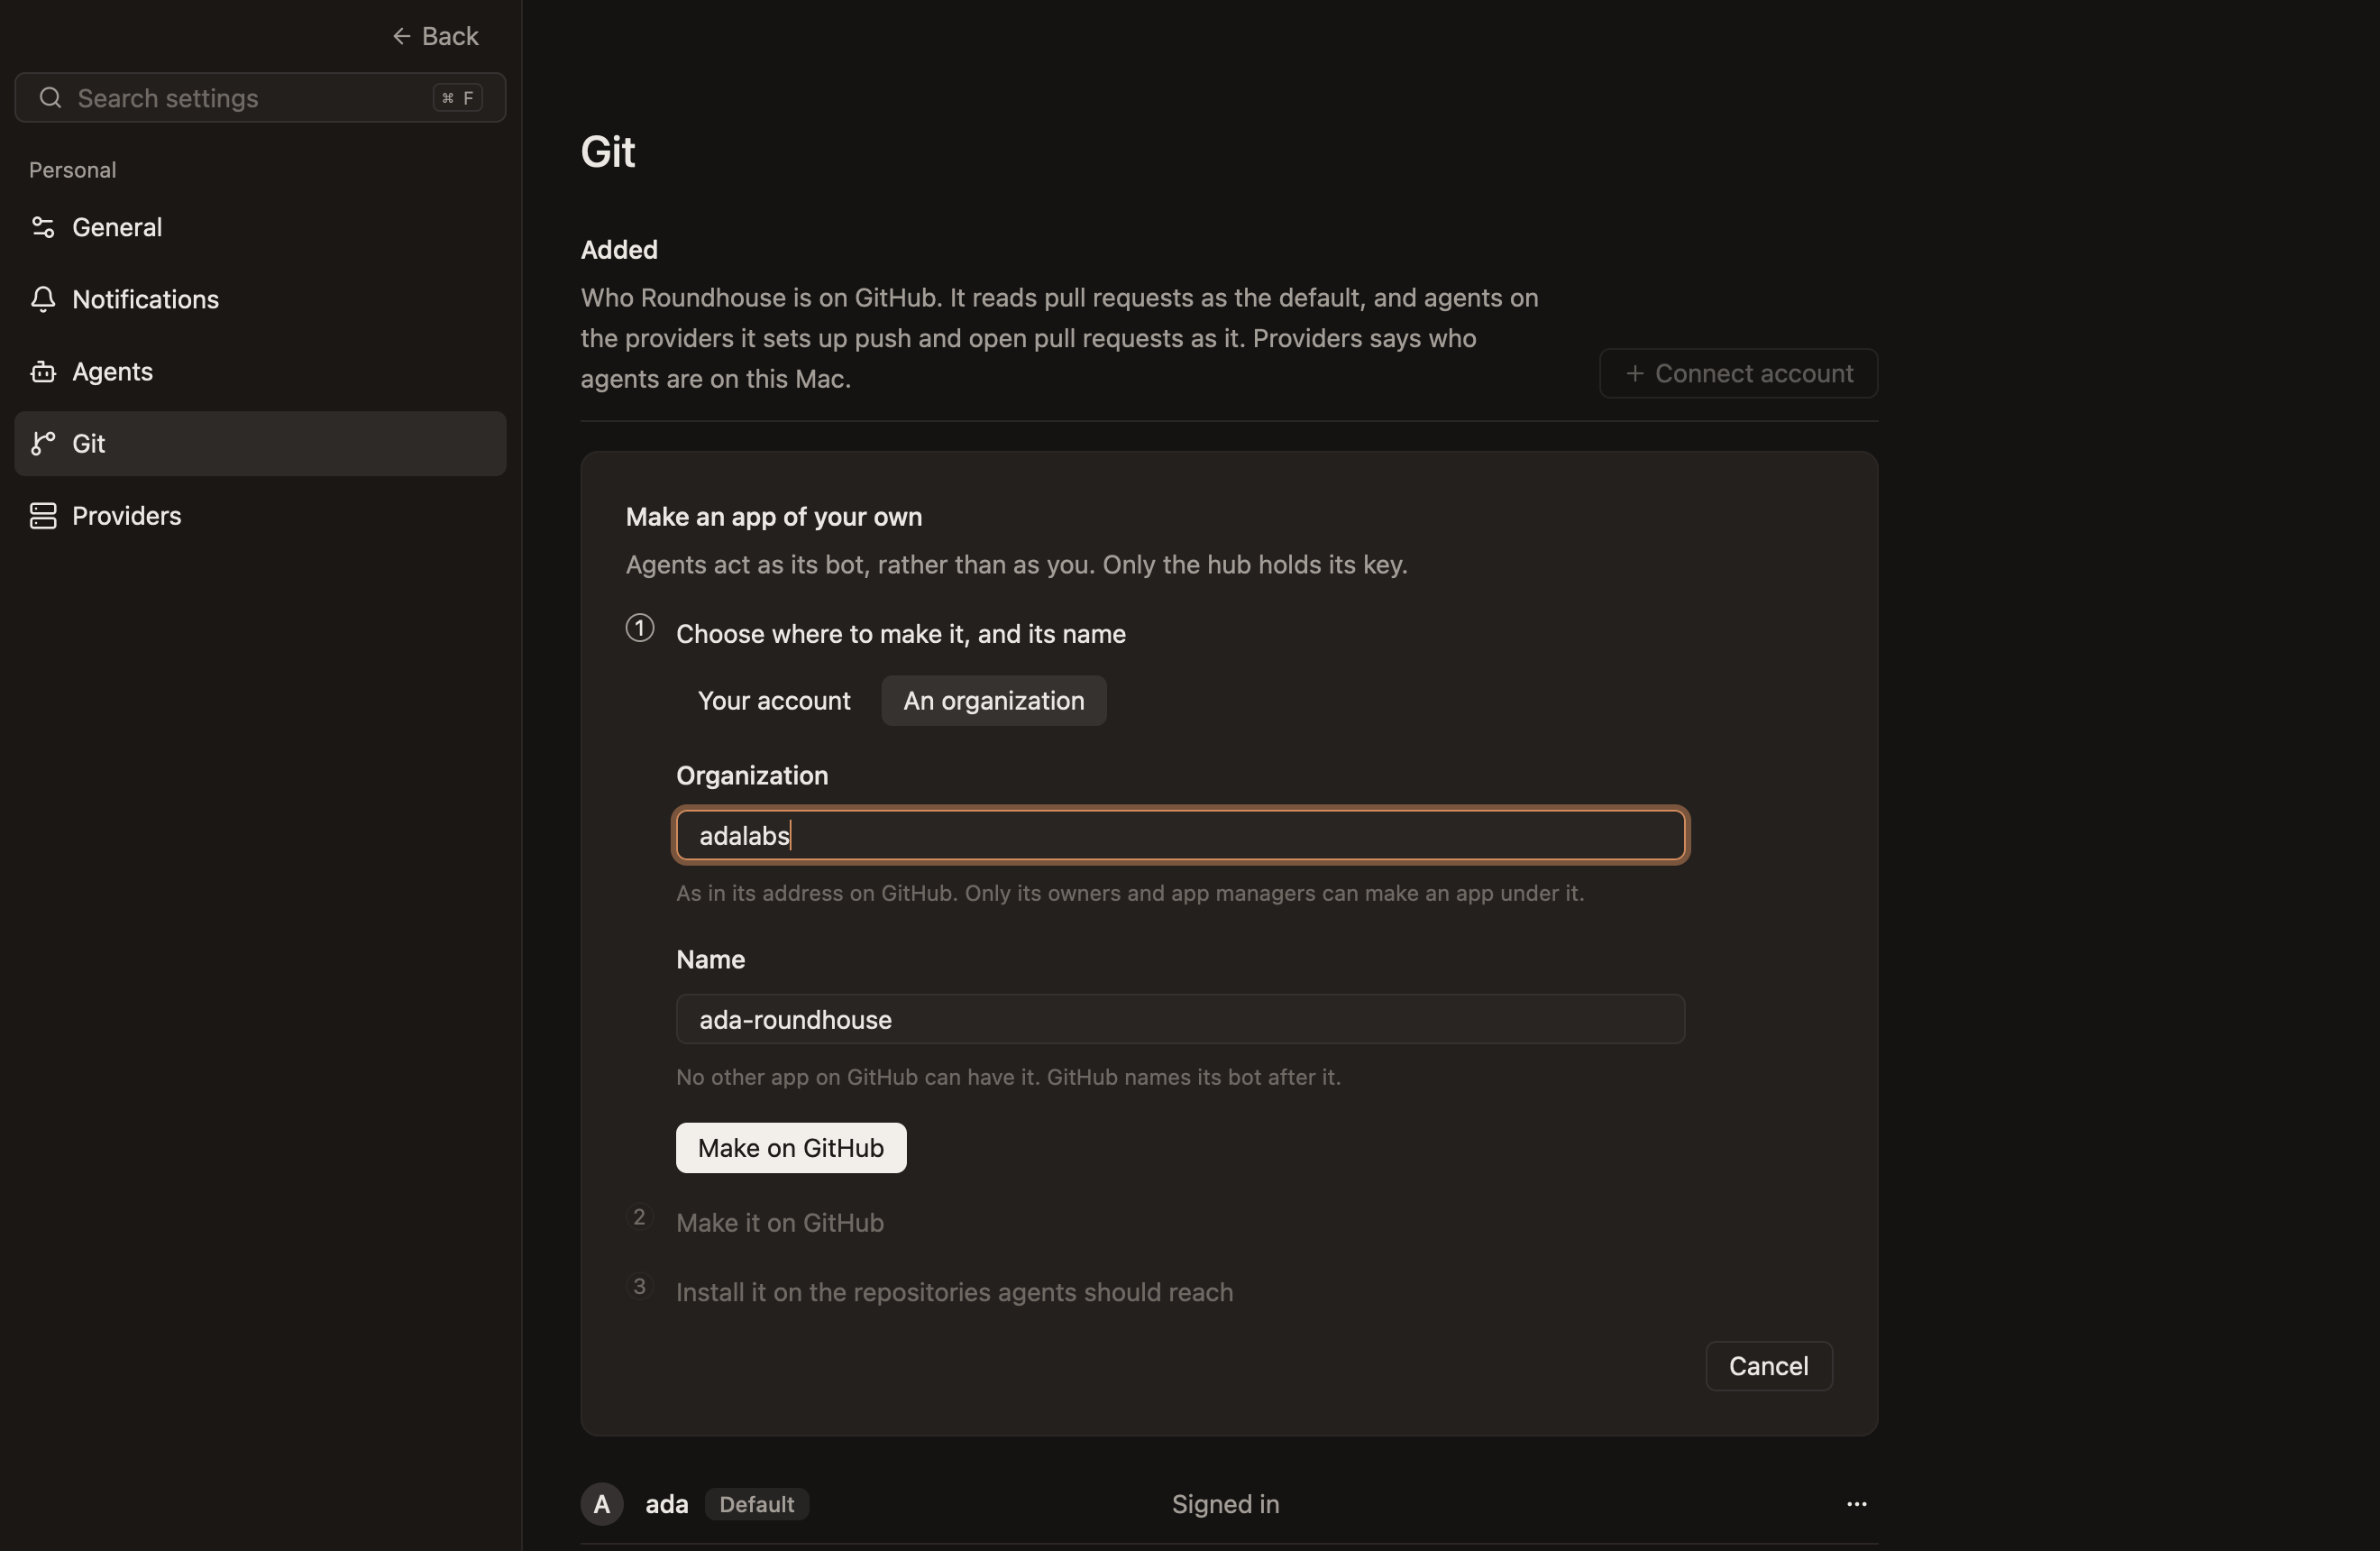 ← Back
Search settings
⌘ F
Personal
General
Notifications
Agents
Git
Providers
Git
Added
Who Roundhouse is on GitHub. It reads pull requests as the default, and agents on
the providers it sets up push and open pull requests as it. Providers says who
agents are on this Mac.
+ Connect account
Make an app of your own
Agents act as its bot, rather than as you. Only the hub holds its key.
1 Choose where to make it, and its name
Your account An organization
Organization
adalabs
As in its address on GitHub. Only its owners and app managers can make an app under it.
Name
ada-roundhouse
No other app on GitHub can have it. GitHub names its bot after it.
Make on GitHub
2 Make it on GitHub
3 Install it on the repositories agents should reach
Cancel
A ada Default Signed in ...